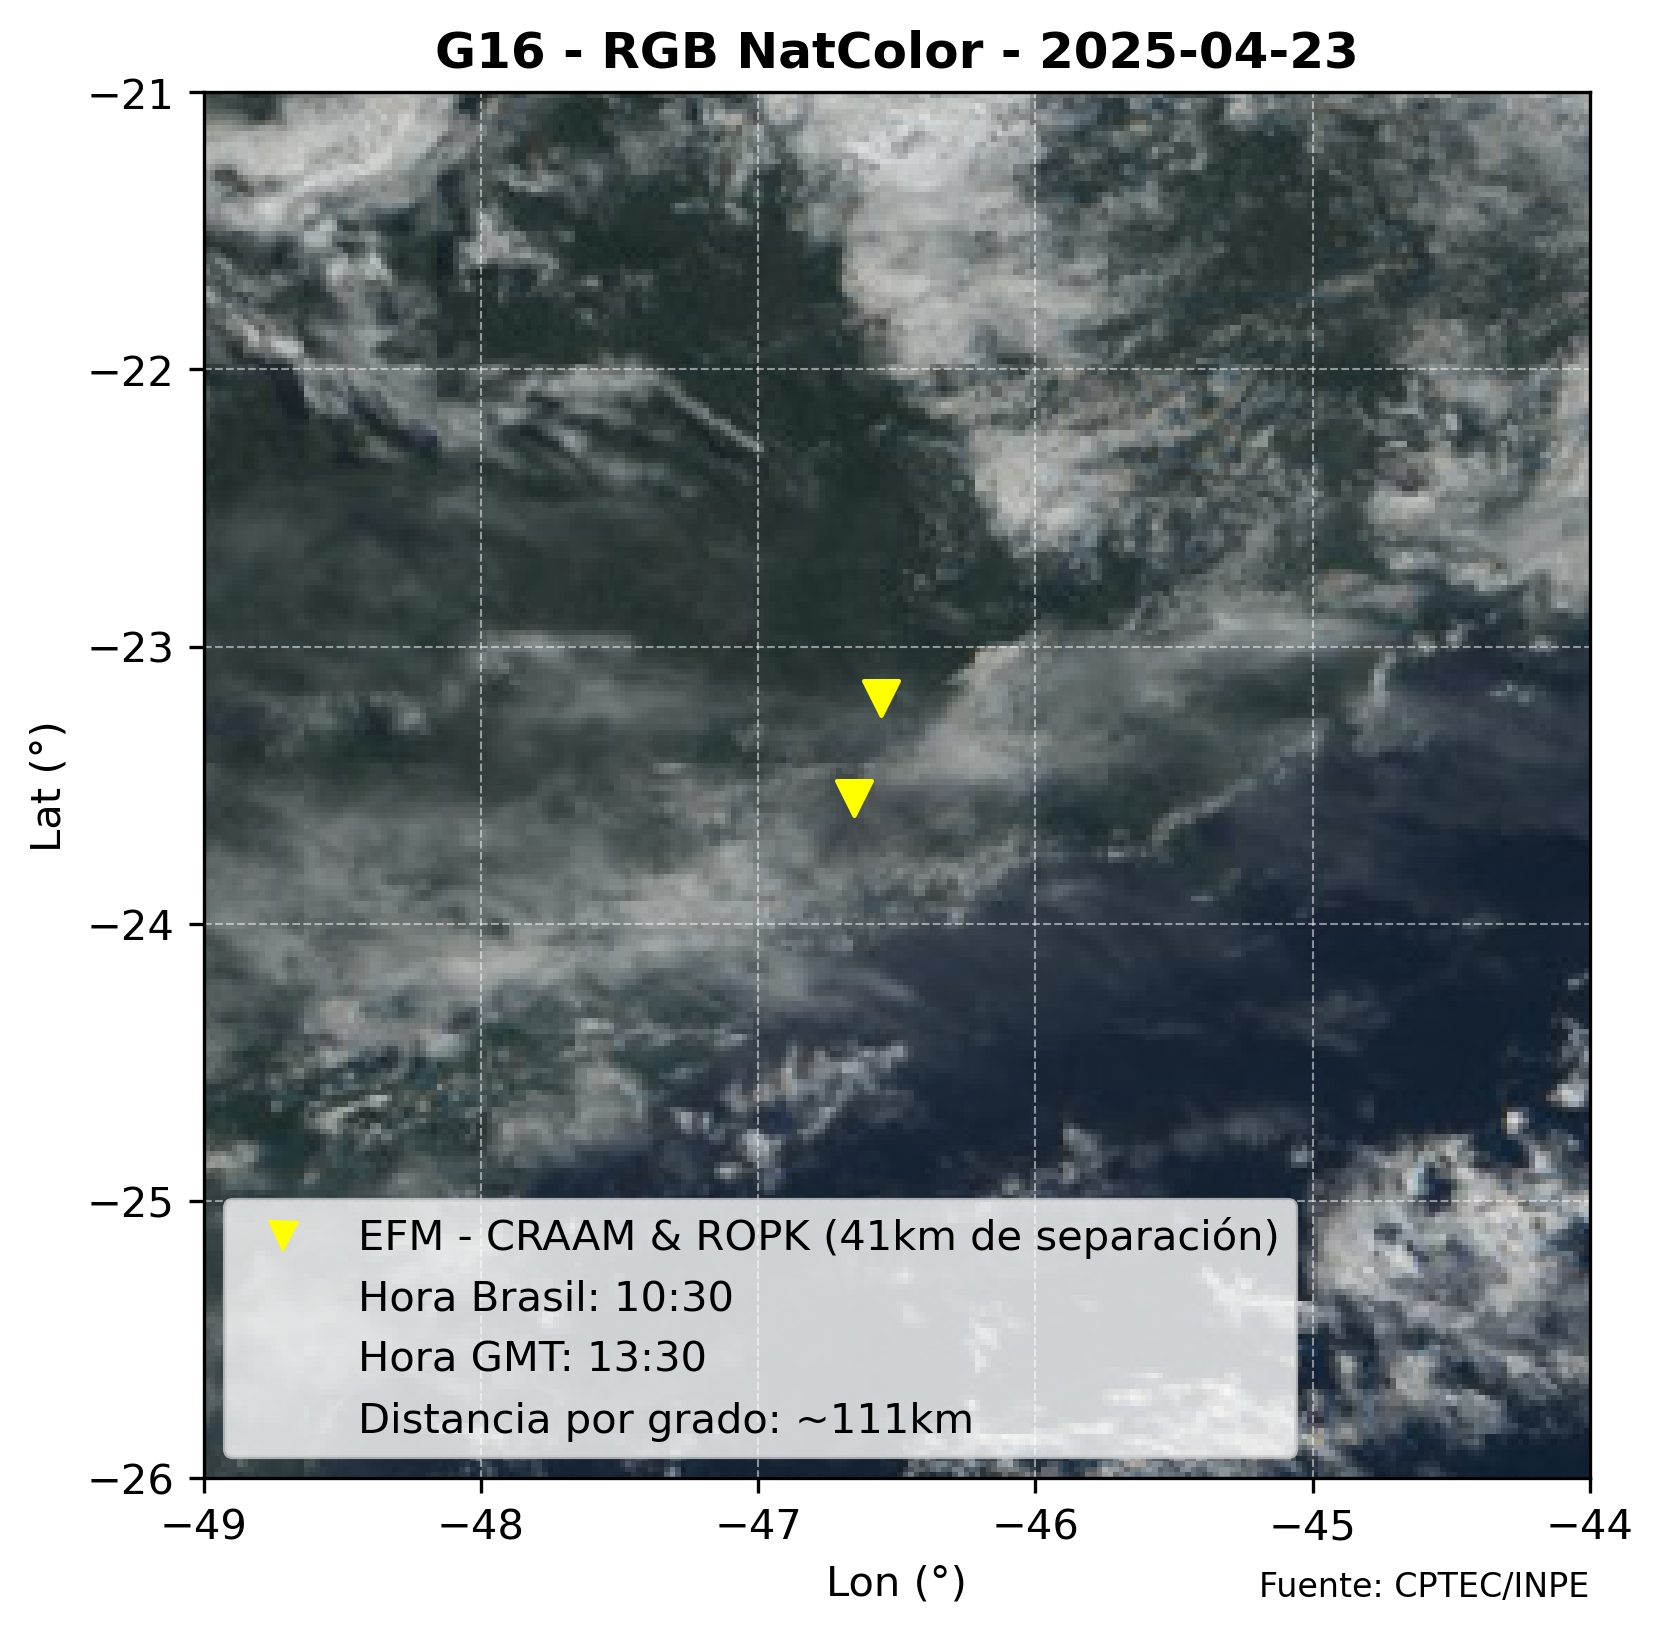 G16 - RGB NatColor - 2025-04-23
−21
−22
−23
−24
−25
−26
Lat (°)
EFM - CRAAM & ROPK (41km de separación)
Hora Brasil: 10:30
Hora GMT: 13:30
Distancia por grado: ~111km
−49
−48
−47
−46
−45
−44
Lon (°)
Fuente: CPTEC/INPE